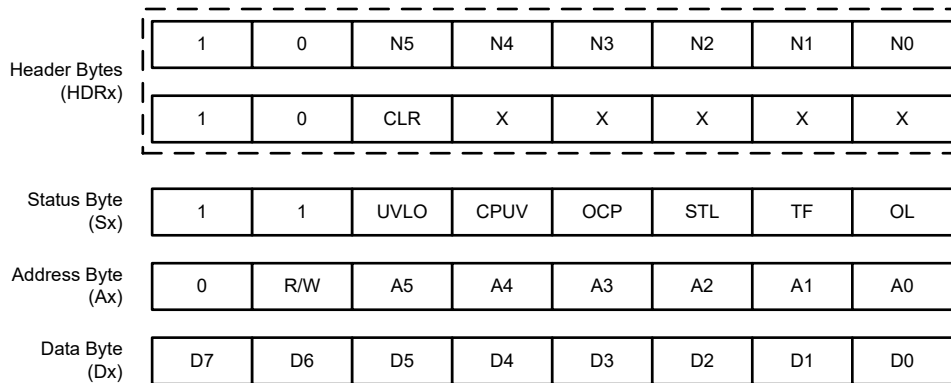 1 0 N5 N4 N3 N2 N1 N0
Header Bytes
(HDRx)
1 0 CLR X X X X X
Status Byte
(Sx)
1 1 UVLO CPUV OCP STL TF OL
Address Byte
(Ax)
0 R/W A5 A4 A3 A2 A1 A0
Data Byte
(Dx)
D7 D6 D5 D4 D3 D2 D1 D0